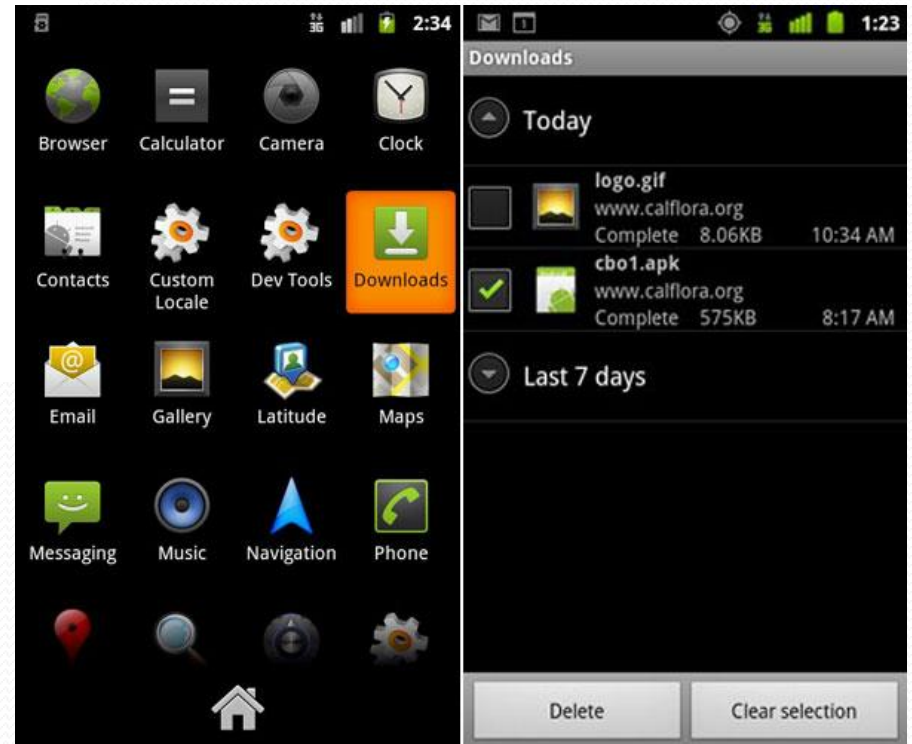 3G 2:34
Browser Calculator Camera Clock
Contacts Custom Locale Dev Tools Downloads
Email Gallery Latitude Maps
Messaging Music Navigation Phone
1 3G 1:23
Downloads
Today
logo.gif
www.calflora.org
Complete 8.06KB 10:34 AM
cbo1.apk
www.calflora.org
Complete 575KB 8:17 AM
Last 7 days
Delete Clear selection